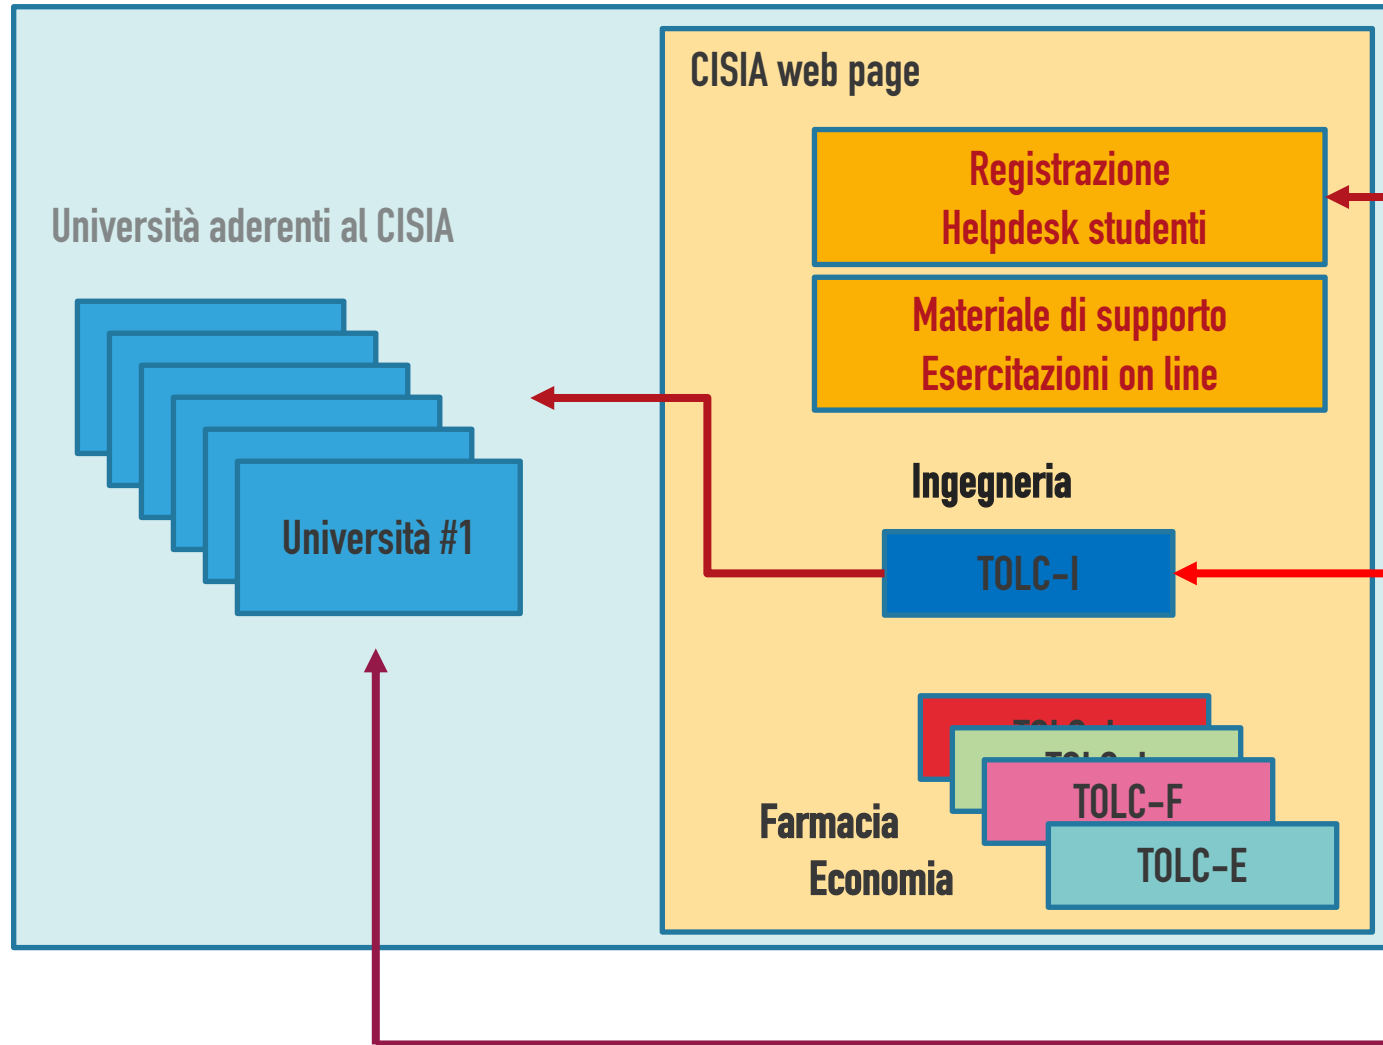 CISIA web page
Registrazione
Helpdesk studenti
Università aderenti al CISIA
Materiale di supporto
Esercitazioni on line
Ingegneria
Università #1
TOLC-I
TOLC-F
Farmacia
TOLC-E
Economia